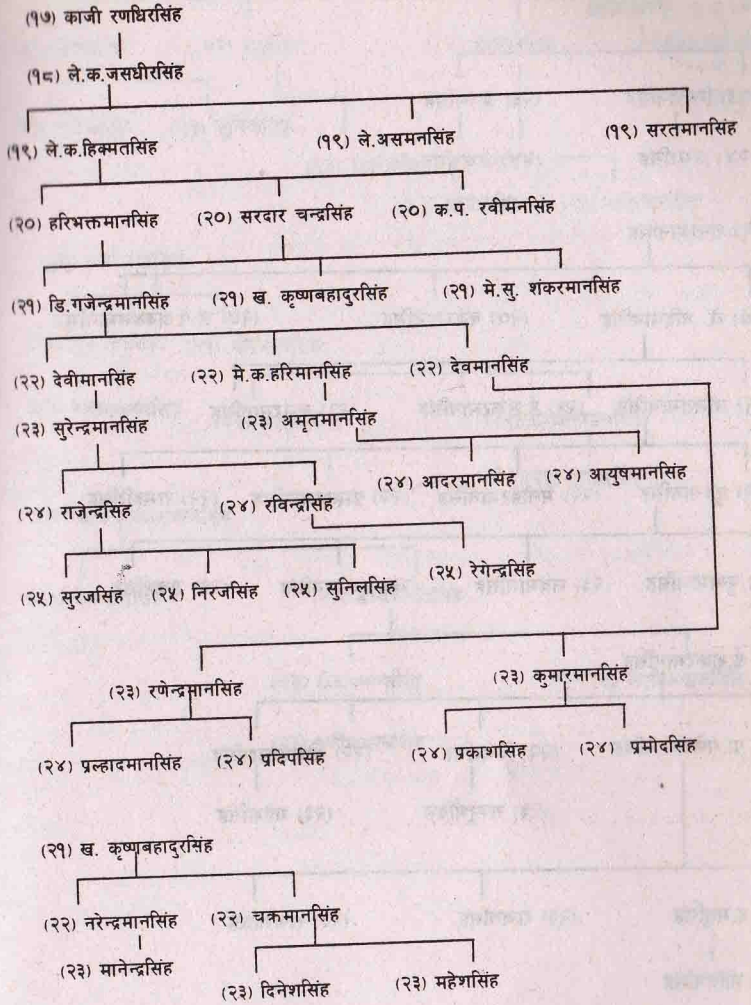 (१७) काजी रणधिरसिंह
(१८) ले.क.जसधीरसिंह
(१९) ले.क.हिक्मतसिंह (१९) ले.असमनसिंह (१९) सरतमानसिंह
(२०) हरिभक्तमानसिंह (२०) सरदार चन्द्रसिंह (२०) क.प. रवीमनसिंह
(२१) डि.गजेन्द्रमानसिंह (२१) ख. कृष्णबहादुरसिंह (२१) मे.सु. शंकरमानसिंह
(२२) देवीमानसिंह (२२) मे.क.हरिमानसिंह (२२) देवमानसिंह
(२३) सुरेन्द्रमानसिंह (२३) अमृतमानसिंह
(२४) आदरमानसिंह (२४) आयुषमानसिंह
(२४) राजेन्द्रसिंह (२४) रविन्द्रसिंह
(२५) सुरजसिंह (२५) निरजसिंह (२५) सुनिलसिंह (२५) रेगेन्द्रसिंह
(२३) रणेन्द्रमानसिंह (२३) कुमारमानसिंह
(२४) प्रल्हादमानसिंह (२४) प्रदिपसिंह (२४) प्रकाशसिंह (२४) प्रमोदसिंह
(२१) ख. कृष्णबहादुरसिंह
(२२) नरेन्द्रमानसिंह (२२) चक्रमानसिंह
(२३) मानेन्द्रसिंह (२३) दिनेशसिंह (२३) महेशसिंह